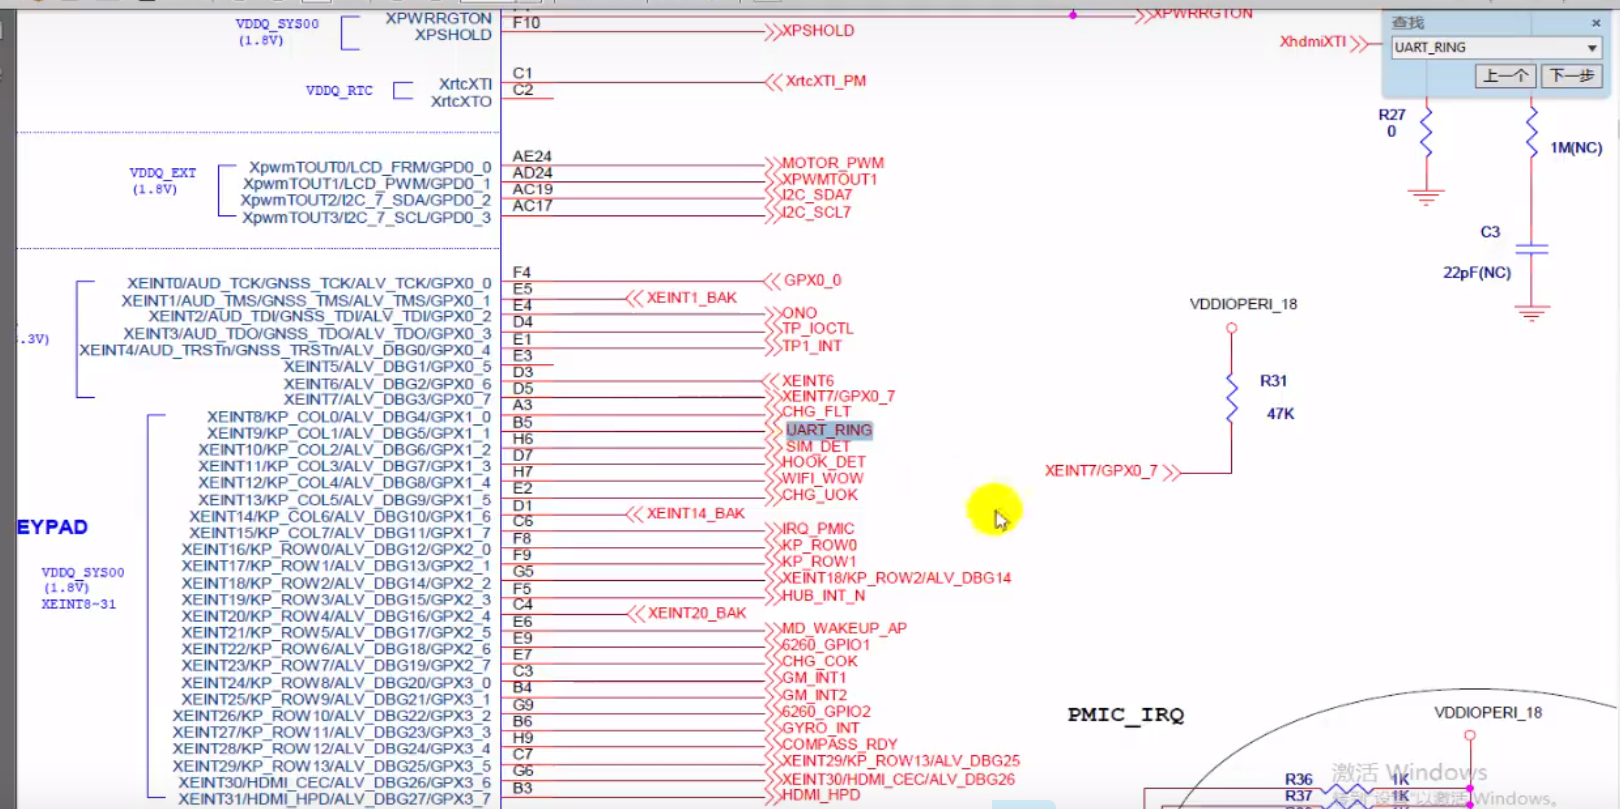 VDDQ_SYS00
(1.8V)
XPWRRGTON
XPSHOLD
F10
XPSHOLD
XPWRRGTON
XhdmiXTI
查找
×
UART_RING
上一个
下一步
VDDQ_RTC
XrtcXTI
XrtcXTO
C1
C2
XrtcXTI_PM
R27
0
1M(NC)
C3
22pF(NC)
VDDQ_EXT
(1.8V)
XpwmTOUT0/LCD_FRM/GPD0_0 AE24 MOTOR_PWM
XpwmTOUT1/LCD_PWM/GPD0_1 AD24 XPWMTOUT1
XpwmTOUT2/I2C_7_SDA/GPD0_2 AC19 I2C_SDA7
XpwmTOUT3/I2C_7_SCL/GPD0_3 AC17 I2C_SCL7
.3V)
XEINT0/AUD_TCK/GNSS_TCK/ALV_TCK/GPX0_0 F4 GPX0_0
XEINT1/AUD_TMS/GNSS_TMS/ALV_TMS/GPX0_1 E5 XEINT1_BAK
XEINT2/AUD_TDI/GNSS_TDI/ALV_TDI/GPX0_2 E4 ONO
XEINT3/AUD_TDO/GNSS_TDO/ALV_TDO/GPX0_3 D4 TP_IOCTL
XEINT4/AUD_TRSTn/GNSS_TRSTn/ALV_DBG0/GPX0_4 E1 TP1_INT
XEINT5/ALV_DBG1/GPX0_5 E3
XEINT6/ALV_DBG2/GPX0_6 D3 XEINT6
XEINT7/ALV_DBG3/GPX0_7 D5 XEINT7/GPX0_7
XEINT8/KP_COL0/ALV_DBG4/GPX1_0 A3 CHG_FLT
XEINT9/KP_COL1/ALV_DBG5/GPX1_1 B5 UART_RING
XEINT10/KP_COL2/ALV_DBG6/GPX1_2 H6 SIM_DET
XEINT11/KP_COL3/ALV_DBG7/GPX1_3 D7 HOOK_DET
XEINT12/KP_COL4/ALV_DBG8/GPX1_4 H7 WIFI_WOW
XEINT13/KP_COL5/ALV_DBG9/GPX1_5 E2 CHG_UOK
XEINT14/KP_COL6/ALV_DBG10/GPX1_6 D1 XEINT14_BAK
XEINT15/KP_COL7/ALV_DBG11/GPX1_7 C6 IRQ_PMIC
XEINT16/KP_ROW0/ALV_DBG12/GPX2_0 F8 KP_ROW0
XEINT17/KP_ROW1/ALV_DBG13/GPX2_1 F9 KP_ROW1
XEINT18/KP_ROW2/ALV_DBG14/GPX2_2 G5 XEINT18/KP_ROW2/ALV_DBG14
XEINT19/KP_ROW3/ALV_DBG15/GPX2_3 F5 HUB_INT_N
XEINT20/KP_ROW4/ALV_DBG16/GPX2_4 C4 XEINT20_BAK
XEINT21/KP_ROW5/ALV_DBG17/GPX2_5 E6 MD_WAKEUP_AP
XEINT22/KP_ROW6/ALV_DBG18/GPX2_6 E9 6260_GPIO1
XEINT23/KP_ROW7/ALV_DBG19/GPX2_7 E7 CHG_COK
XEINT24/KP_ROW8/ALV_DBG20/GPX3_0 C3 GM_INT1
XEINT25/KP_ROW9/ALV_DBG21/GPX3_1 B4 GM_INT2
XEINT26/KP_ROW10/ALV_DBG22/GPX3_2 G9 6260_GPIO2
XEINT27/KP_ROW11/ALV_DBG23/GPX3_3 B6 GYRO_INT
XEINT28/KP_ROW12/ALV_DBG24/GPX3_4 H9 COMPASS_RDY
XEINT29/KP_ROW13/ALV_DBG25/GPX3_5 C7 XEINT29/KP_ROW13/ALV_DBG25
XEINT30/HDMI_CEC/ALV_DBG26/GPX3_6 G6 XEINT30/HDMI_CEC/ALV_DBG26
XEINT31/HDMI_HPD/ALV_DBG27/GPX3_7 B3 HDMI_HPD
EYPAD
VDDQ_SYS00
(1.8V)
XEINT8~31
VDDIOPERI_18
R31
47K
XEINT7/GPX0_7
PMIC_IRQ
VDDIOPERI_18
R36 1K
R37 1K
激活 Windows
转到"设置"以激活 Windows。